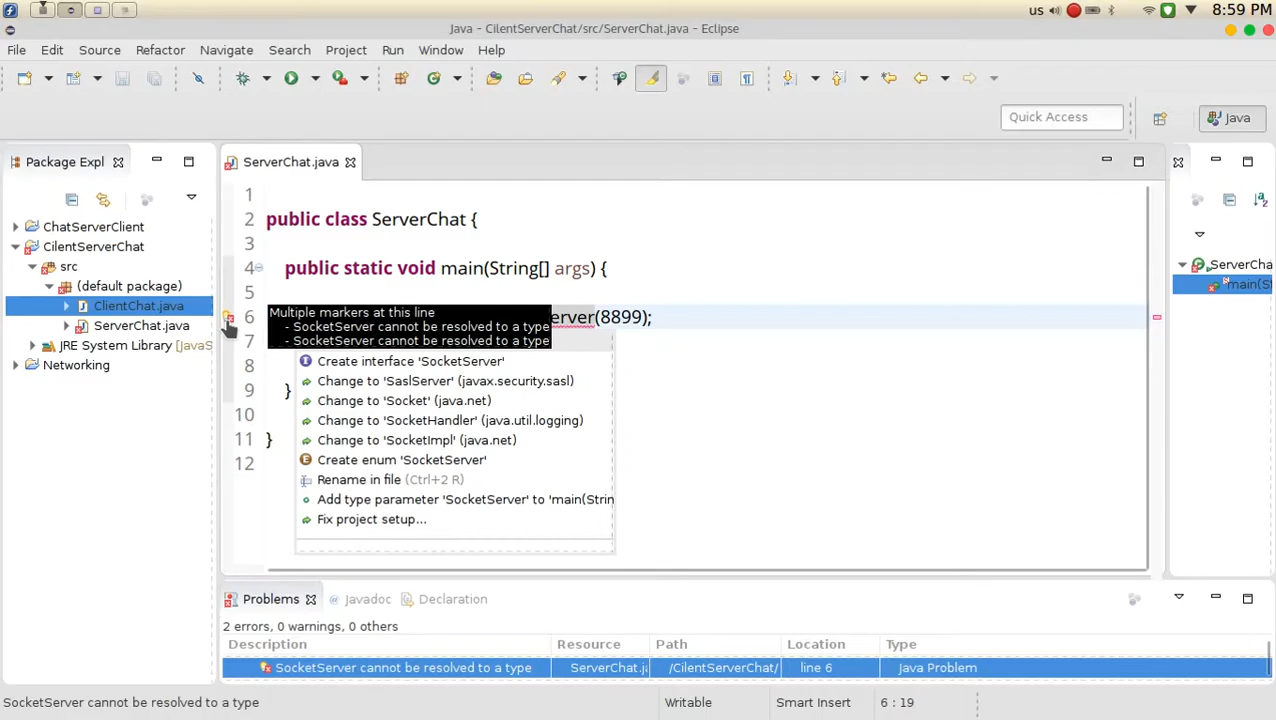 us
8:59 PM
Java - CilentServerChat/src/ServerChat.java - Eclipse
File Edit Source Refactor Navigate Search Project Run Window Help
Quick Access
Java
Package Expl
ServerChat.java
ChatServerClient
CilentServerChat
src
(default package)
ClientChat.java
ServerChat.java
JRE System Library [JavaS
Networking
1
2 public class ServerChat {
3
4 public static void main(String[] args) {
5
6 erver(8899);
7
8
9 }
10
11 }
12
Multiple markers at this line
- SocketServer cannot be resolved to a type
- SocketServer cannot be resolved to a type
Create interface 'SocketServer'
Change to 'SaslServer' (javax.security.sasl)
Change to 'Socket' (java.net)
Change to 'SocketHandler' (java.util.logging)
Change to 'SocketImpl' (java.net)
Create enum 'SocketServer'
Rename in file (Ctrl+2 R)
Add type parameter 'SocketServer' to 'main(Strin
Fix project setup...
ServerCha
main(S
Problems
Javadoc
Declaration
2 errors, 0 warnings, 0 others
Description Resource Path Location Type
SocketServer cannot be resolved to a type ServerChat.ja /CilentServerChat/ line 6 Java Problem
SocketServer cannot be resolved to a type
Writable
Smart Insert
6 : 19